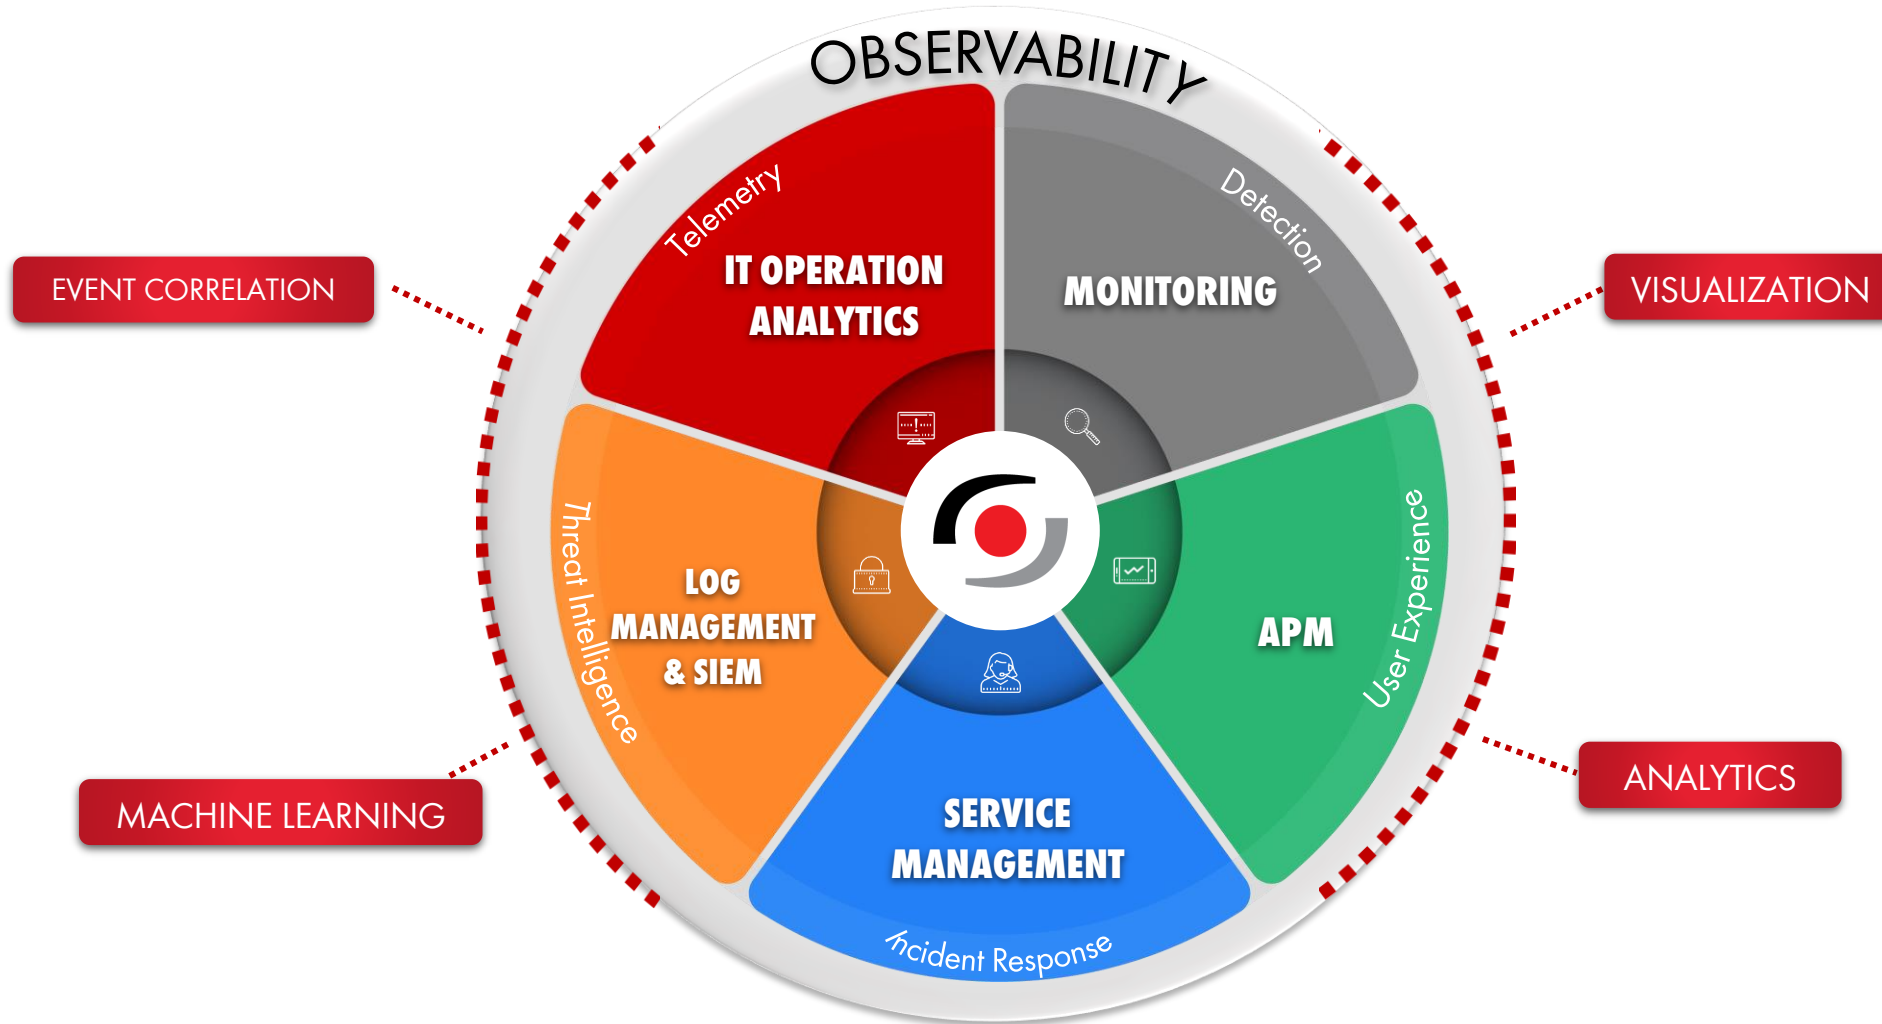 OBSERVABILITY
Telemetry
IT OPERATION
ANALYTICS
Detection
MONITORING
EVENT CORRELATION
VISUALIZATION
Threat Intelligence
LOG
MANAGEMENT
& SIEM
User Experience
APM
MACHINE LEARNING
ANALYTICS
SERVICE
MANAGEMENT
Incident Response